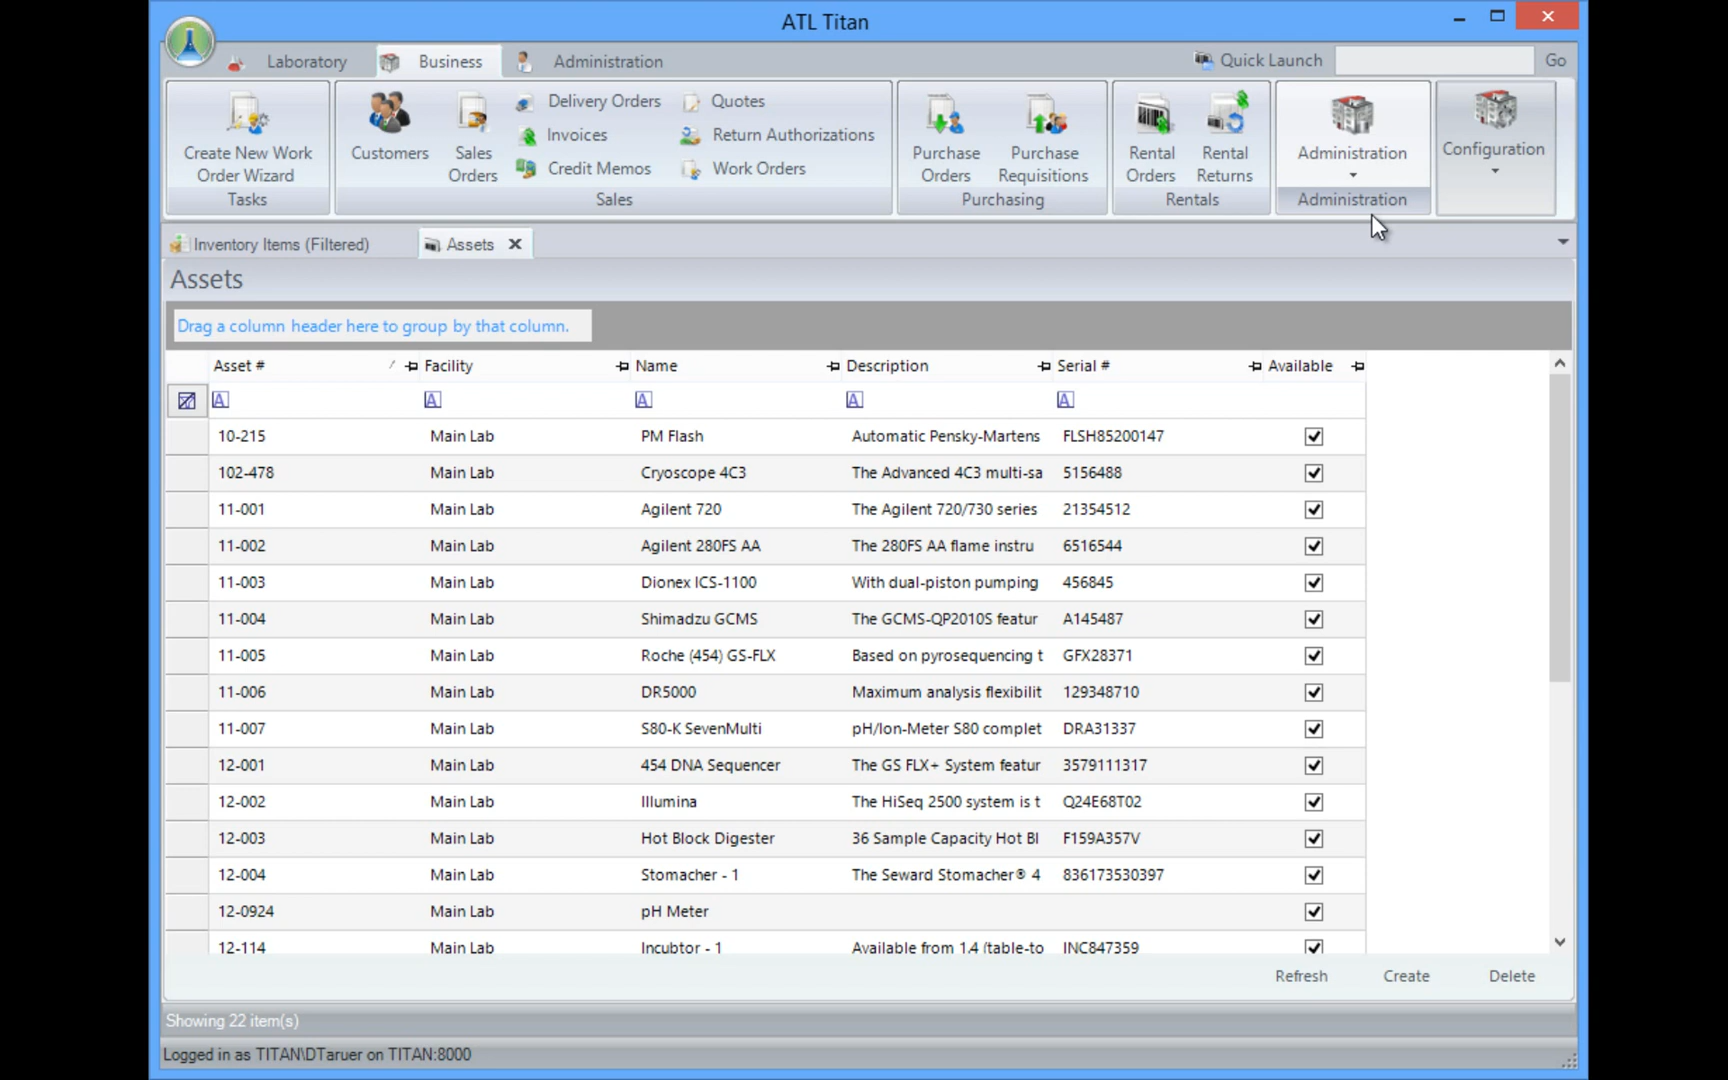 ATL Titan
Laboratory Business Administration Quick Launch Go
Create New Work Order Wizard
Tasks
Customers
Sales Orders
Delivery Orders
Invoices
Credit Memos
Quotes
Return Authorizations
Work Orders
Sales
Purchase Orders
Purchase Requisitions
Purchasing
Rental Orders
Rental Returns
Rentals
Administration
Administration
Configuration
Inventory Items (Filtered) Assets
Assets
Drag a column header here to group by that column.
Asset # Facility Name Description Serial # Available
A A A A A
10-215 Main Lab PM Flash Automatic Pensky-Martens FLSH85200147
102-478 Main Lab Cryoscope 4C3 The Advanced 4C3 multi-sa 5156488
11-001 Main Lab Agilent 720 The Agilent 720/730 series 21354512
11-002 Main Lab Agilent 280FS AA The 280FS AA flame instru 6516544
11-003 Main Lab Dionex ICS-1100 With dual-piston pumping 456845
11-004 Main Lab Shimadzu GCMS The GCMS-QP2010S featur A145487
11-005 Main Lab Roche (454) GS-FLX Based on pyrosequencing t GFX28371
11-006 Main Lab DR5000 Maximum analysis flexibilit 129348710
11-007 Main Lab S80-K SevenMulti pH/Ion-Meter S80 complet DRA31337
12-001 Main Lab 454 DNA Sequencer The GS FLX+ System featur 3579111317
12-002 Main Lab Illumina The HiSeq 2500 system is t Q24E68T02
12-003 Main Lab Hot Block Digester 36 Sample Capacity Hot Bl F159A357V
12-004 Main Lab Stomacher - 1 The Seward Stomacher® 4 836173530397
12-0924 Main Lab pH Meter
12-114 Main Lab Incubtor - 1 Available from 1.4 (table-to INC847359
Refresh Create Delete
Showing 22 item(s)
Logged in as TITAN\DTaruer on TITAN:8000